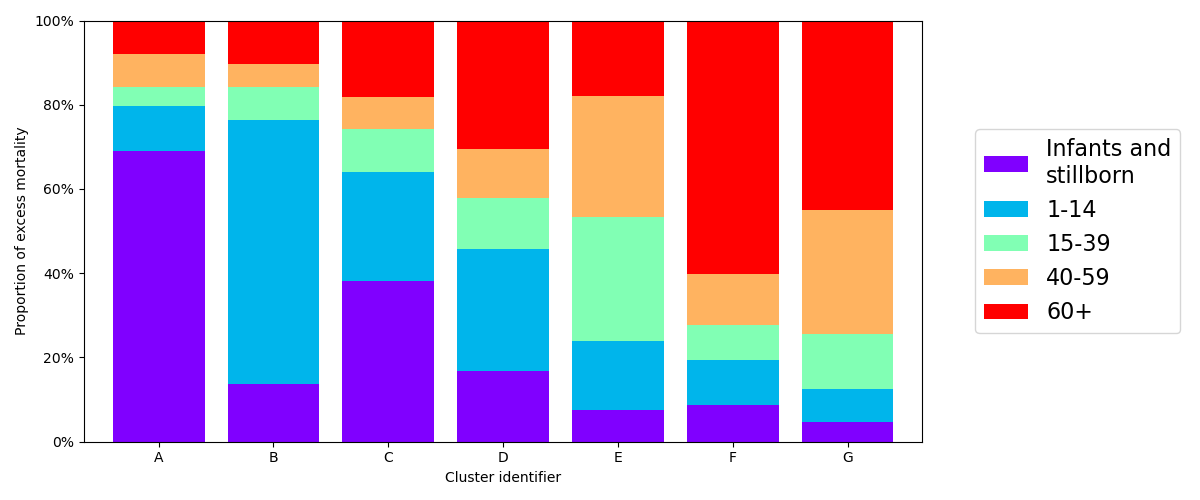 100%
80%
60%
40%
20%
0%
Proportion of excess mortality
A B C D E F G
Cluster identifier
Infants and
stillborn
1-14
15-39
40-59
60+